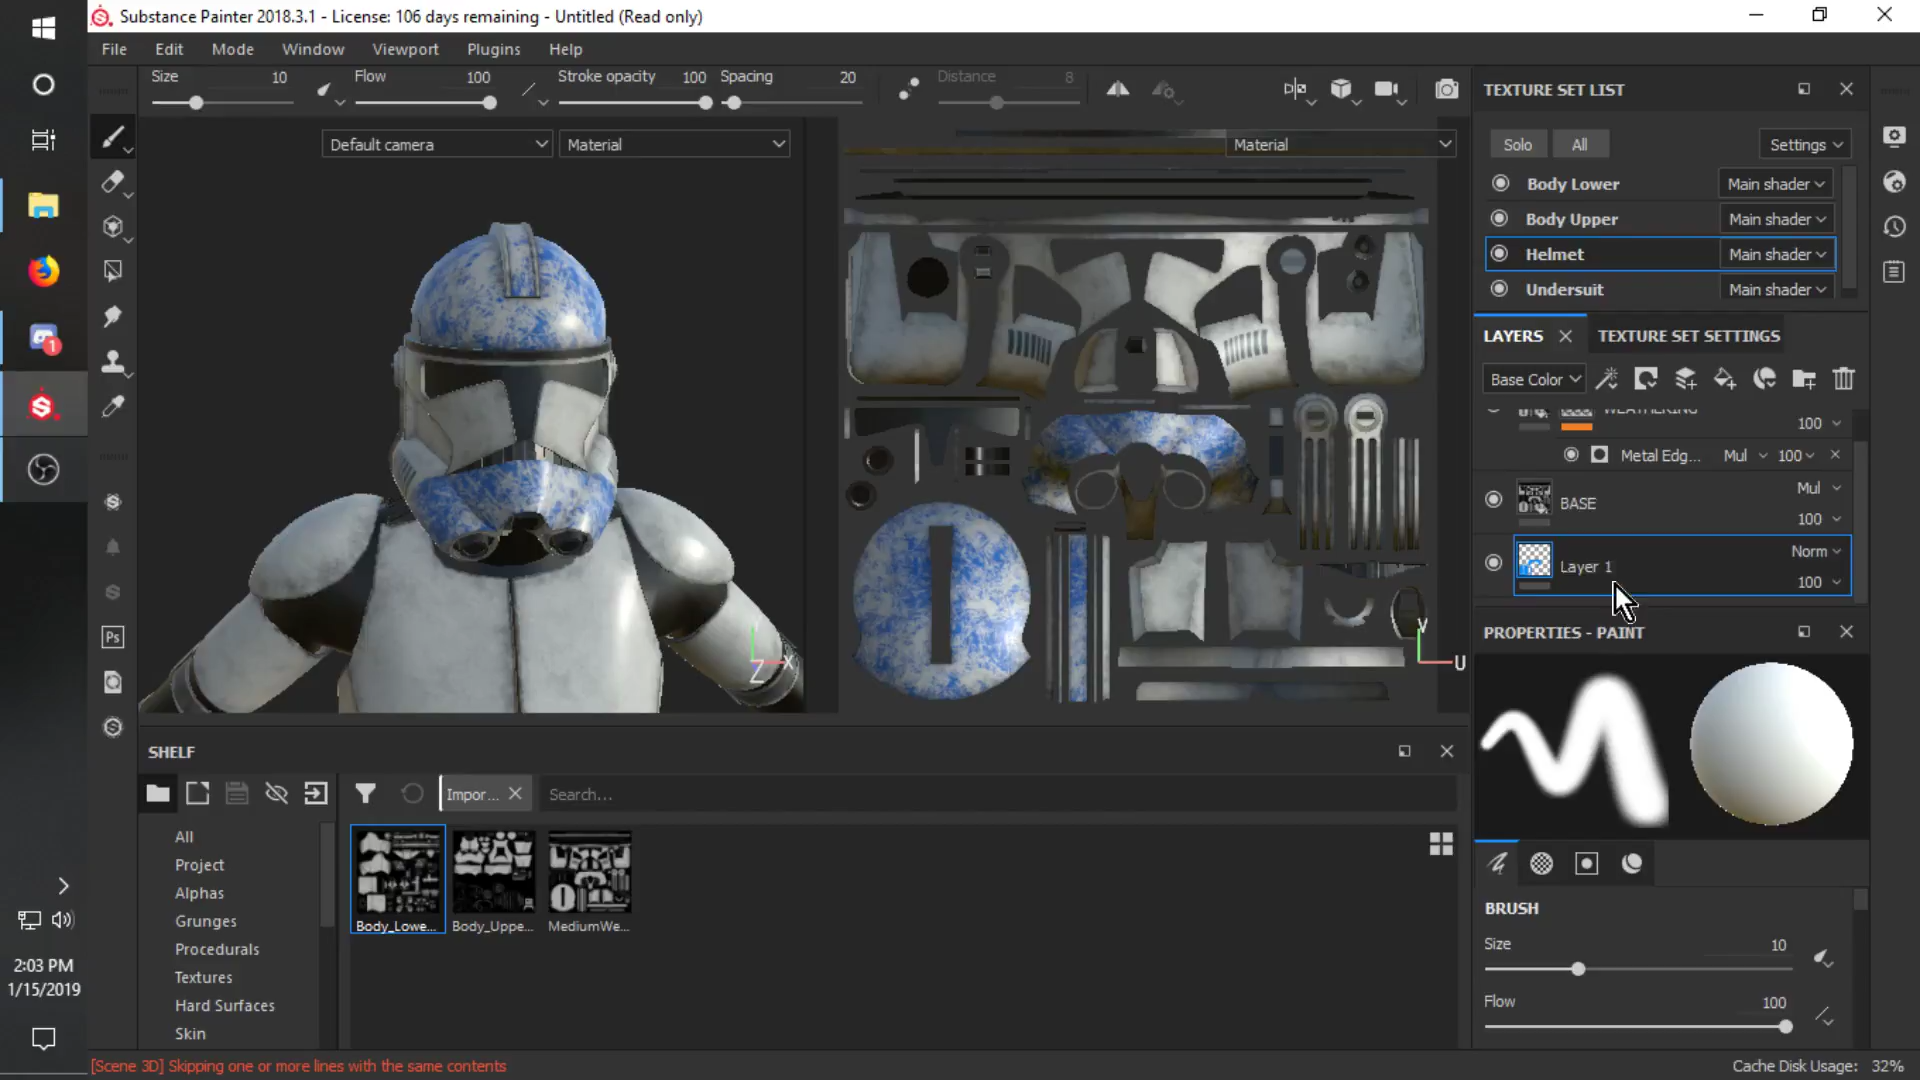 Substance Painter 2018.3.1 - License: 106 days remaining - Untitled (Read only)
File Edit Mode Window Viewport Plugins Help
Size 10 Flow 100 Stroke opacity 100 Spacing 20 Distance 8
Default camera Material Material
TEXTURE SET LIST
Solo All Settings
Body Lower Main shader
Body Upper Main shader
Helmet Main shader
Undersuit Main shader
LAYERS TEXTURE SET SETTINGS
Base Color
WEATHERING
100
Metal Edg... Mul 100
BASE Mul
100
Layer 1 Norm
100
PROPERTIES - PAINT
BRUSH
Size 10
Flow 100
Z X
V U
SHELF
Impor... Search...
All
Project
Alphas
Grunges
Procedurals
Textures
Hard Surfaces
Skin
Body_Lowe... Body_Uppe... MediumWe...
Ps
1
2:03 PM
1/15/2019
[Scene 3D] Skipping one or more lines with the same contents
Cache Disk Usage: 32%